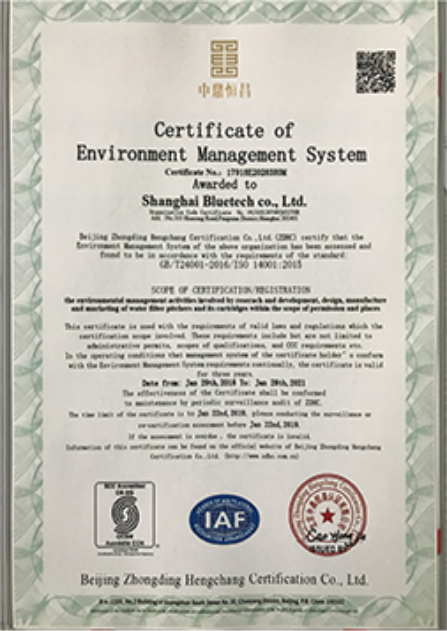 中鼎恒昌
Certificate of
Environment Management System
Certificate No.:
Awarded to
Shanghai Bluetech co., Ltd.
Organization Code Certificate No.
Beijing Zhongding Hengchang Certification Co.,Ltd.(ZDHC) certify that the
Environment Management System of the above organization has been assessed and
found to be in accordance with the requirements of the standard:
GB/T24001-2016/ISO 14001:2015
SCOPE OF CERTIFICATION/REGISTRATION
the environmental management activities involved by research and development, design, manufacture
and marketing of water filter pitchers and its cartridges within the scope of permission and places
This certificate is used with the requirements of valid laws and regulations which the
certification scope involved. These requirements include but are not limited to
administrative permits, scopes of qualifications, and CCC requirements etc.
In the operating conditions that management system of the certificate holder's conform
with the Environment Management System requirements continually, the certificate is valid
for three years.
Date from: Jan 29th,2018 To: Jan 28th,2021
The effectiveness of the Certificate shall be conformed
to maintenance by periodic surveillance audit of ZDHC.
The time limit of the certificate is to Jan 22nd,2019, please conducting the surveillance or
re-certification assessment before Jan 22nd,2019.
If the assessment is overdue, the certificate is invalid.
Information of this certificate can be found on the official website of Beijing Zhongding Hengchang
Certification Co.,Ltd.
IAF
Beijing Zhongding Hengchang Certification Co., Ltd.